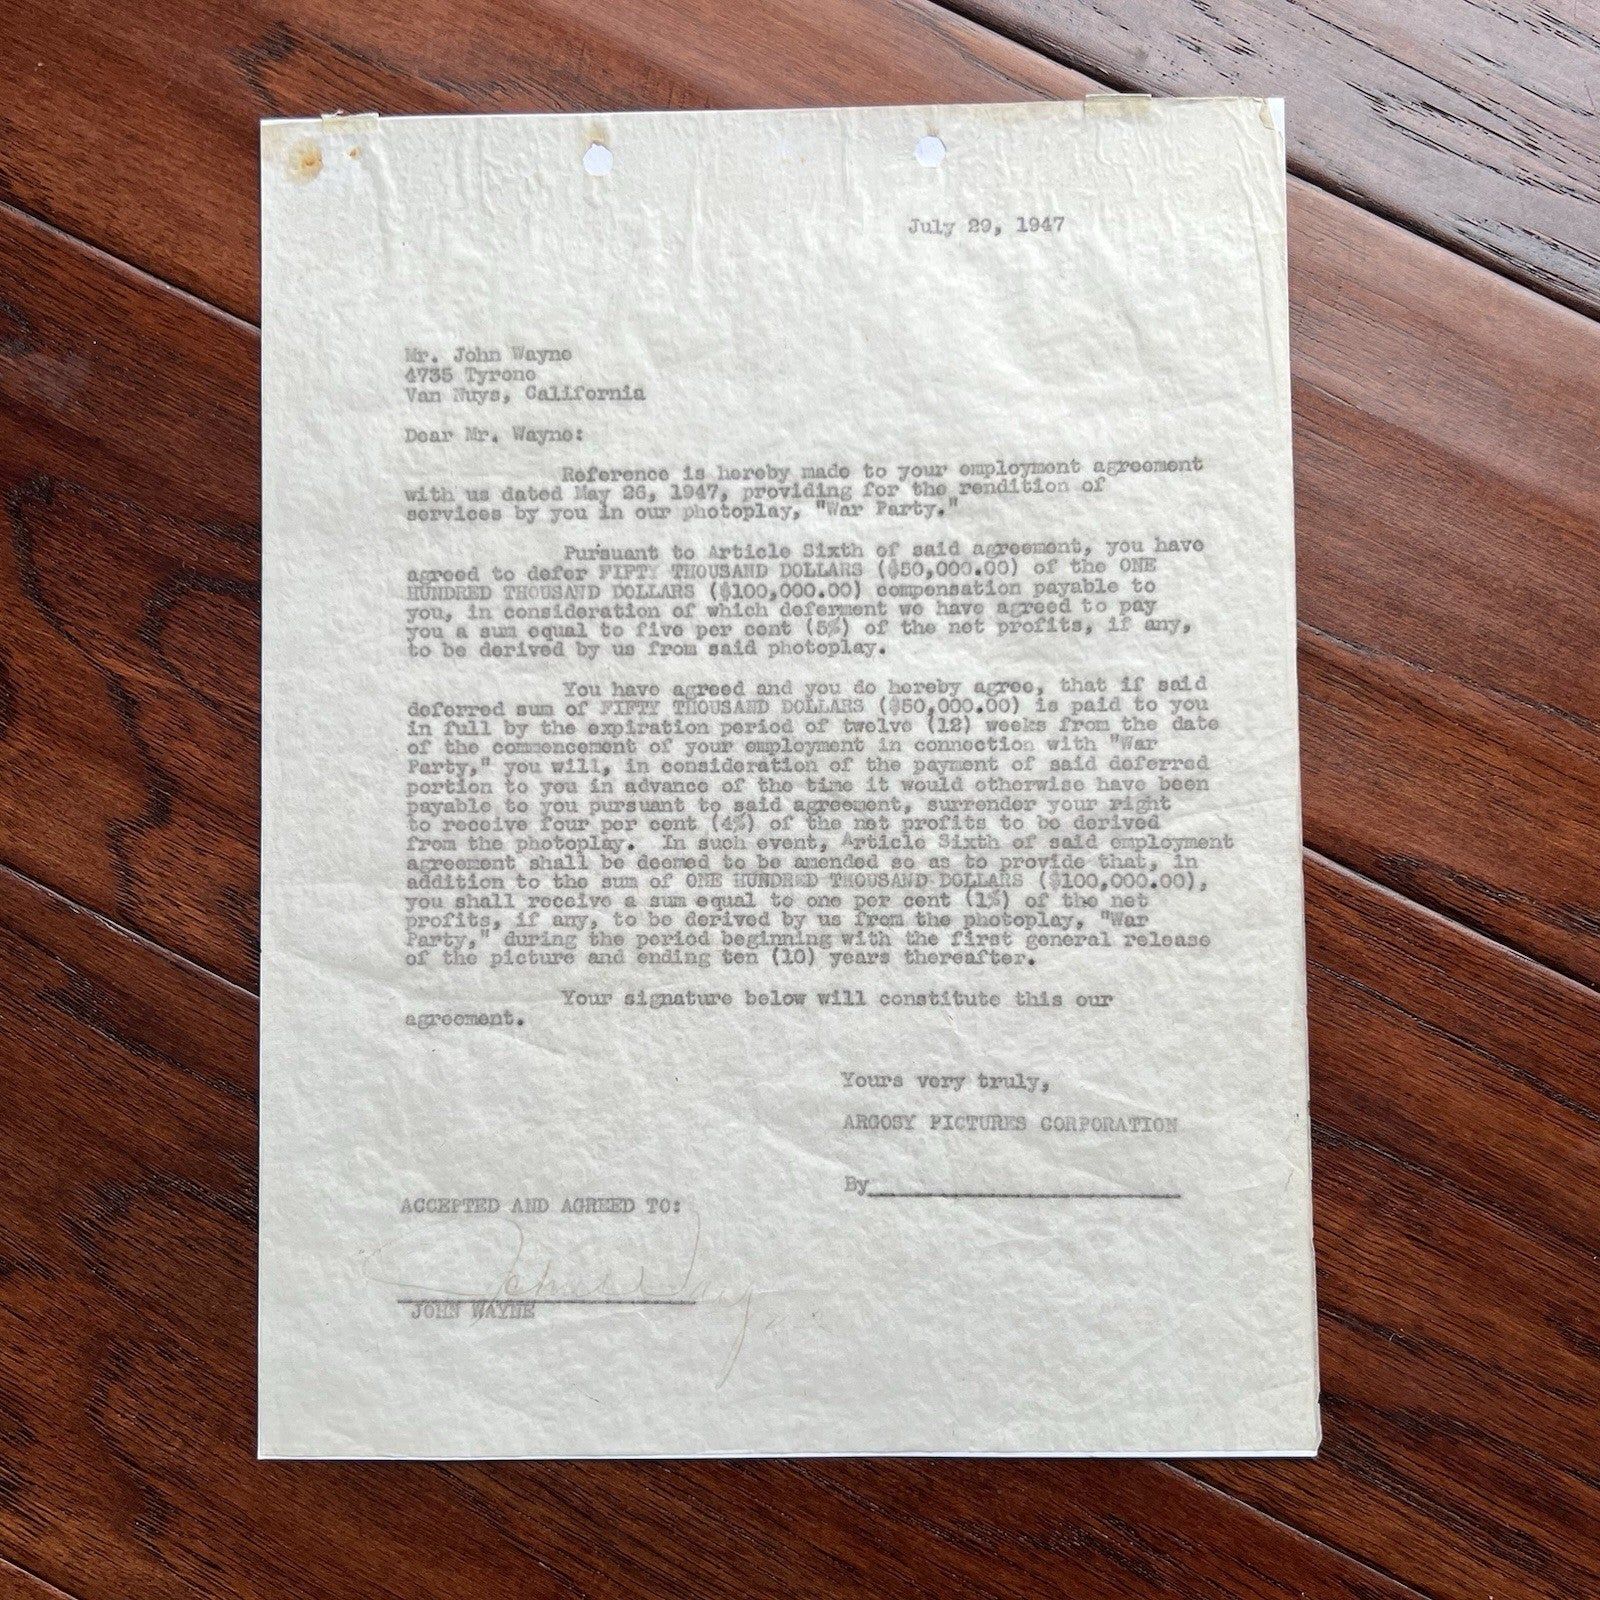 July 29, 1947
Mr. John Wayne
4735 Tyrone
Van Nuys, California
Dear Mr. Wayne:
Reference is hereby made to your employment agreement
with us dated May 26, 1947, providing for the rendition of
services by you in our photoplay, "War Party."
Pursuant to Article Sixth of said agreement, you have
agreed to defer FIFTY THOUSAND DOLLARS ($50,000.00) of the ONE
HUNDRED THOUSAND DOLLARS ($100,000.00) compensation payable to
you, in consideration of which deferment we have agreed to pay
you a sum equal to five per cent (5%) of the net profits, if any,
to be derived by us from said photoplay.
You have agreed and you do hereby agree, that if said
deferred sum of FIFTY THOUSAND DOLLARS ($50,000.00) is paid to you
in full by the expiration period of twelve (12) weeks from the date
of the commencement of your employment in connection with "War
Party," you will, in consideration of the payment of said deferred
portion to you in advance of the time it would otherwise have been
payable to you pursuant to said agreement, surrender your right
to receive four per cent (4%) of the net profits to be derived
from the photoplay. In such event, Article Sixth of said employment
agreement shall be deemed to be amended so as to provide that, in
addition to the sum of ONE HUNDRED THOUSAND DOLLARS ($100,000.00),
you shall receive a sum equal to one per cent (1%) of the net
profits, if any, to be derived by us from the photoplay, "War
Party," during the period beginning with the first general release
of the picture and ending ten (10) years thereafter.
Your signature below will constitute this our
agreement.
Yours very truly,
ARGOSY PICTURES CORPORATION
By
ACCEPTED AND AGREED TO:
John Wayne
JOHN WAYNE